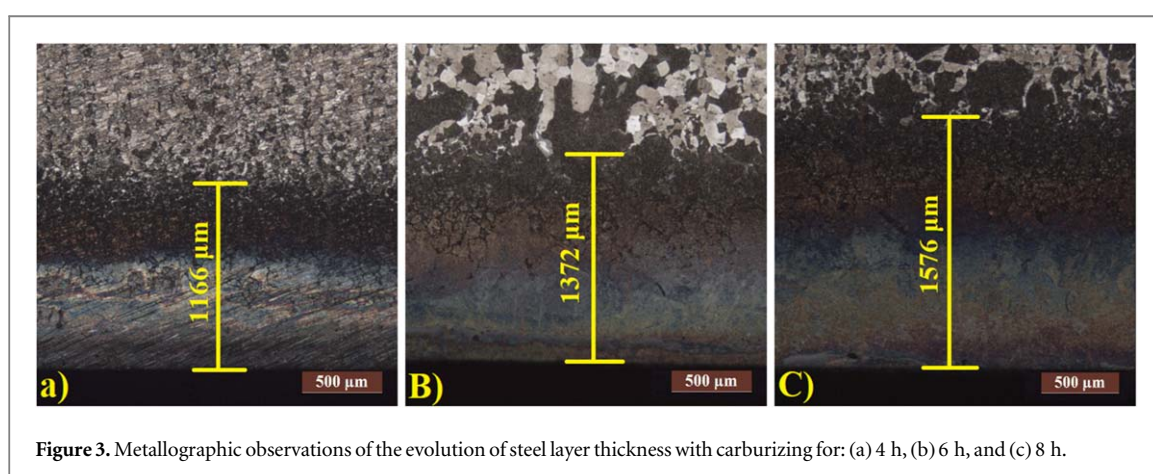 1166 µm
1372 µm
1576 µm
a)
500 µm
B)
500 µm
C)
500 µm
Figure 3. Metallographic observations of the evolution of steel layer thickness with carburizing for: (a) 4 h, (b) 6 h, and (c) 8 h.